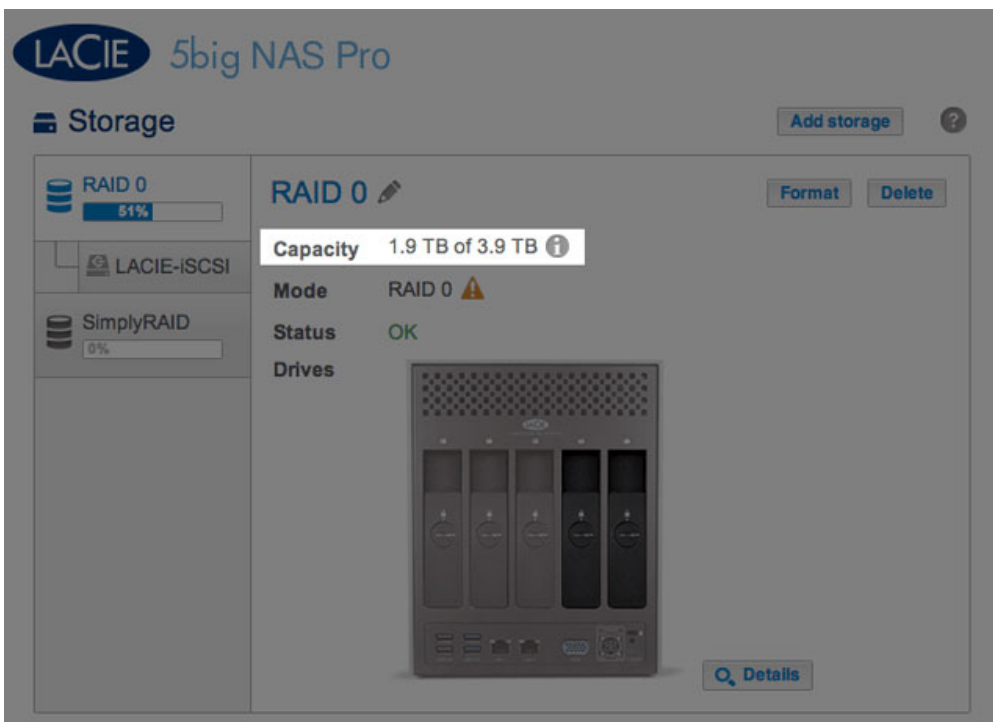 LACIE 5big NAS Pro
Storage
Add storage
?
RAID 0
51%
LACIE-iSCSI
SimplyRAID
0%
RAID 0
Format
Delete
Capacity 1.9 TB of 3.9 TB
Mode RAID 0
Status OK
Drives
LACIE
Details